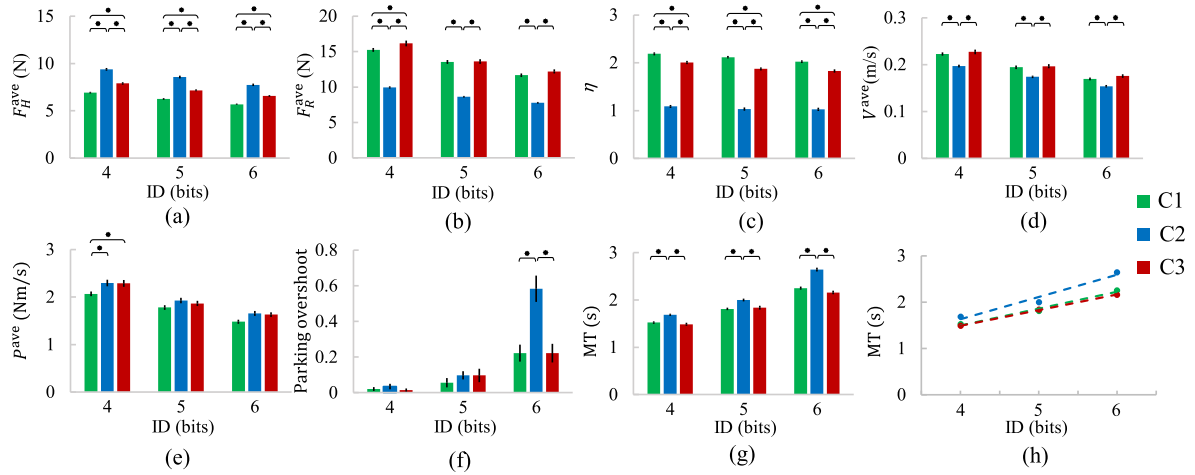 15
10
5
0
F_H^ave (N)
4 5 6
ID (bits)
(a)
20
15
10
5
0
F_R^ave (N)
4 5 6
ID (bits)
(b)
3
2
1
0
η
4 5 6
ID (bits)
(c)
0.3
0.2
0.1
0
V^ave(m/s)
4 5 6
ID (bits)
(d)
C1
C2
C3
3
2
1
0
P^ave (Nm/s)
4 5 6
ID (bits)
(e)
0.8
0.6
0.4
0.2
0
Parking overshoot
4 5 6
ID (bits)
(f)
3
2
1
0
MT (s)
4 5 6
ID (bits)
(g)
3
2
1
0
MT (s)
4 5 6
ID (bits)
(h)